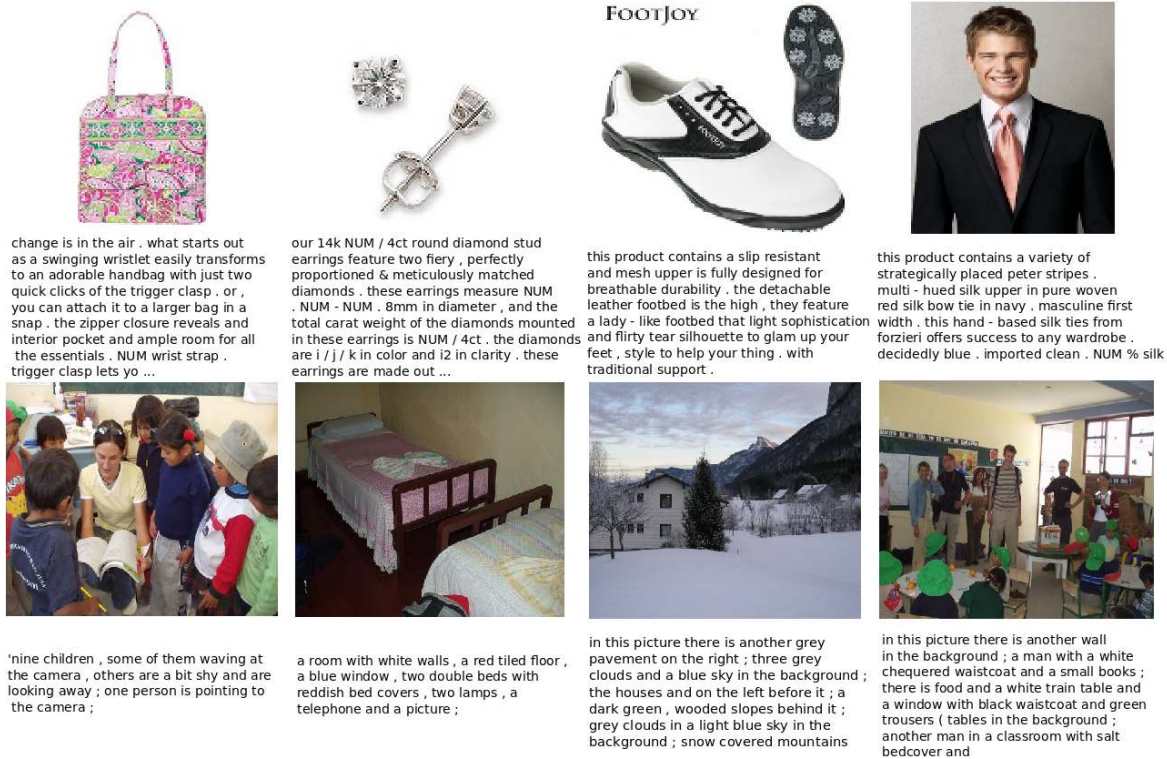 FOOTJOY
FOOTJOY
change is in the air . what starts out
as a swinging wristlet easily transforms
to an adorable handbag with just two
quick clicks of the trigger clasp . or ,
you can attach it to a larger bag in a
snap . the zipper closure reveals and
interior pocket and ample room for all
the essentials . NUM wrist strap .
trigger clasp lets yo ...
our 14k NUM / 4ct round diamond stud
earrings feature two fiery , perfectly
proportioned & meticulously matched
diamonds . these earrings measure NUM
. NUM - NUM . 8mm in diameter , and the
total carat weight of the diamonds mounted
in these earrings is NUM / 4ct . the diamonds
are i / j / k in color and i2 in clarity . these
earrings are made out ...
this product contains a slip resistant
and mesh upper is fully designed for
breathable durability . the detachable
leather footbed is the high , they feature
a lady - like footbed that light sophistication
and flirty tear silhouette to glam up your
feet , style to help your thing . with
traditional support .
this product contains a variety of
strategically placed peter stripes .
multi - hued silk upper in pure woven
red silk bow tie in navy . masculine first
width . this hand - based silk ties from
forzieri offers success to any wardrobe .
decidedly blue . imported clean . NUM % silk
'nine children , some of them waving at
the camera , others are a bit shy and are
looking away ; one person is pointing to
the camera ;
a room with white walls , a red tiled floor ,
a blue window , two double beds with
reddish bed covers , two lamps , a
telephone and a picture ;
in this picture there is another grey
pavement on the right ; three grey
clouds and a blue sky in the background ;
the houses and on the left before it ; a
dark green , wooded slopes behind it ;
grey clouds in a light blue sky in the
background ; snow covered mountains
in this picture there is another wall
in the background ; a man with a white
chequered waistcoat and a small books ;
there is food and a white train table and
a window with black waistcoat and green
trousers ( tables in the background ;
another man in a classroom with salt
bedcover and